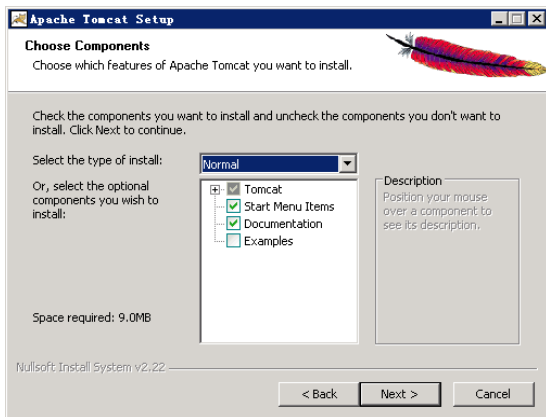 Apache Tomcat Setup
Choose Components
Choose which features of Apache Tomcat you want to install.
Check the components you want to install and uncheck the components you don't want to
install. Click Next to continue.
Select the type of install:
Normal
Or, select the optional
components you wish to
install:
Tomcat
Start Menu Items
Documentation
Examples
Description
Position your mouse
over a component to
see its description.
Space required: 9.0MB
Nullsoft Install System v2.22
< Back
Next >
Cancel